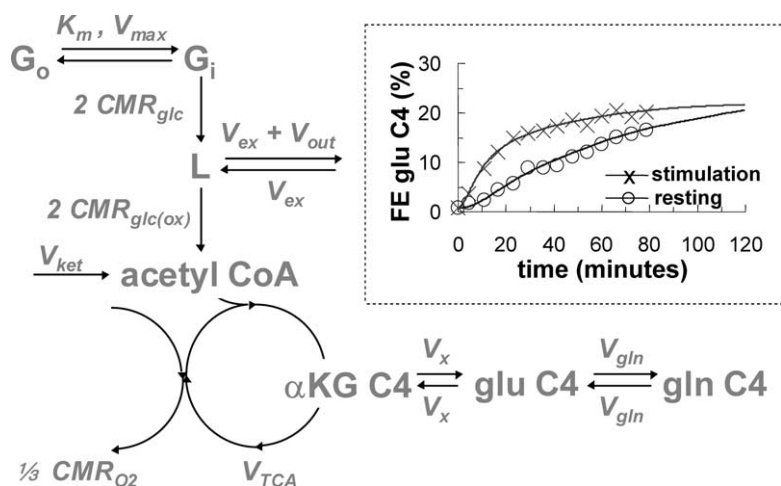 Km , Vmax
Go Gi
2 CMRglc
Vex + Vout
L
Vex
2 CMRglc(ox)
Vket
acetyl CoA
αKG C4
Vx
Vx
glu C4
Vgln
Vgln
gln C4
⅓ CMRO2
VTCA
FE glu C4 (%)
30
20
10
0
stimulation
resting
0 20 40 60 80 100 120
time (minutes)